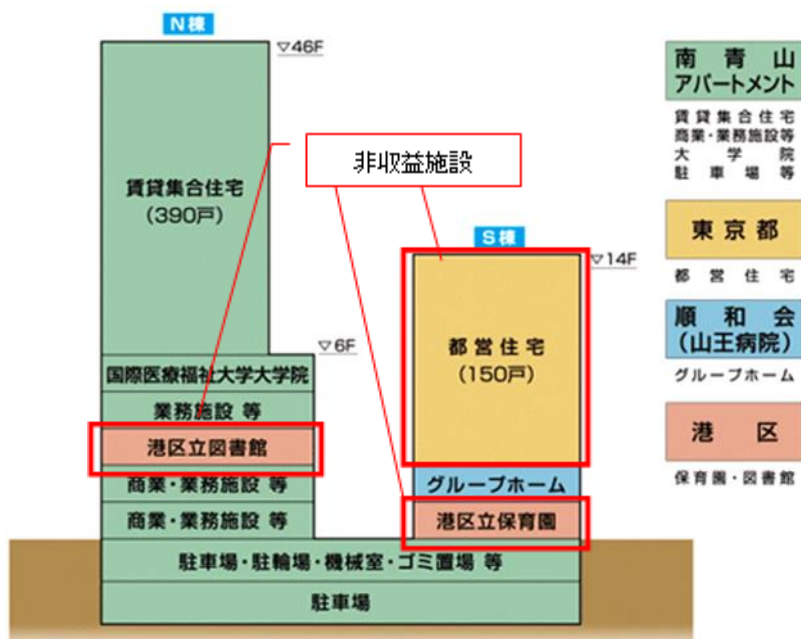 N棟
▽46F
非収益施設
賃貸集合住宅
(390戸)
S棟
▽14F
▽6F
都営住宅
(150戸)
国際医療福祉大学大学院
業務施設 等
港区立図書館
商業・業務施設 等
グループホーム
商業・業務施設 等
港区立保育園
駐車場・駐輪場・機械室・ゴミ置場 等
駐車場
南青山
アパートメント
賃貸集合住宅
商業・業務施設等
大学院
駐車場等
東京都
都営住宅
順和会
(山王病院)
グループホーム
港区
保育園・図書館